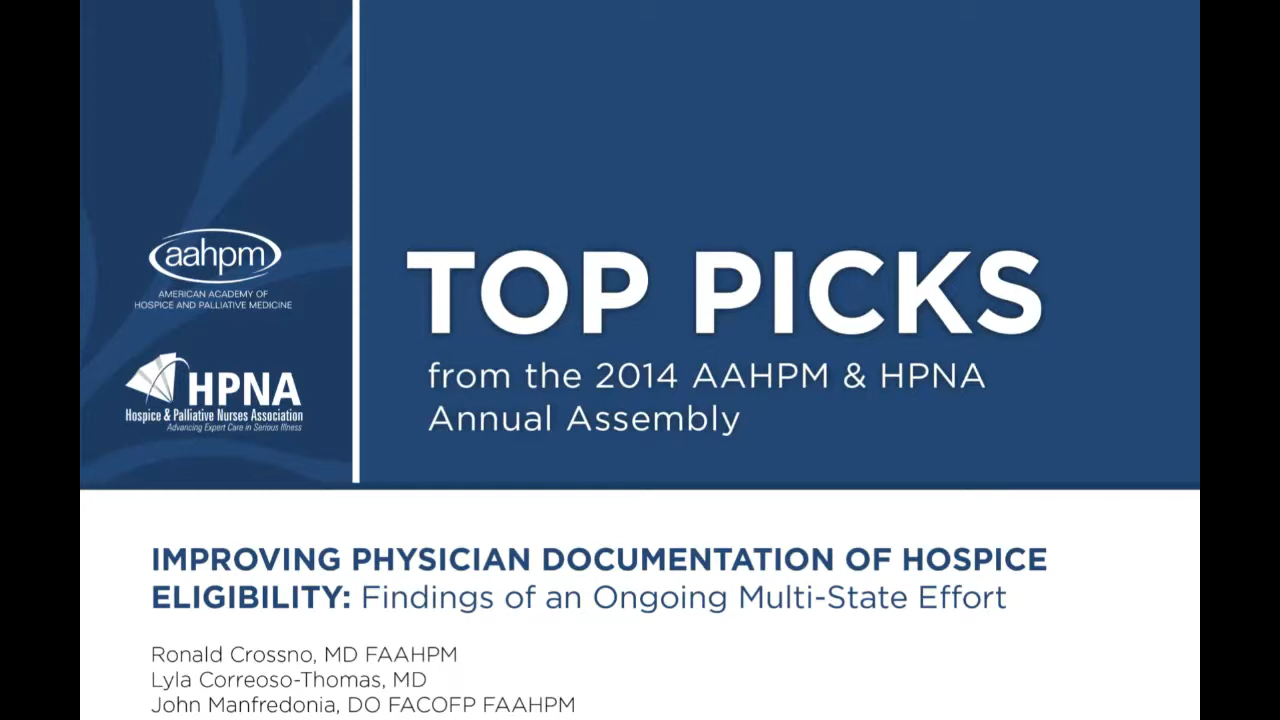 aahpm
AMERICAN ACADEMY OF
HOSPICE AND PALLIATIVE MEDICINE
HPNA
Hospice & Palliative Nurses Association
Advancing Expert Care in Serious Illness
TOP PICKS
from the 2014 AAHPM & HPNA
Annual Assembly
IMPROVING PHYSICIAN DOCUMENTATION OF HOSPICE
ELIGIBILITY: Findings of an Ongoing Multi-State Effort
Ronald Crossno, MD FAAHPM
Lyla Correoso-Thomas, MD
John Manfredonia, DO FACOFP FAAHPM